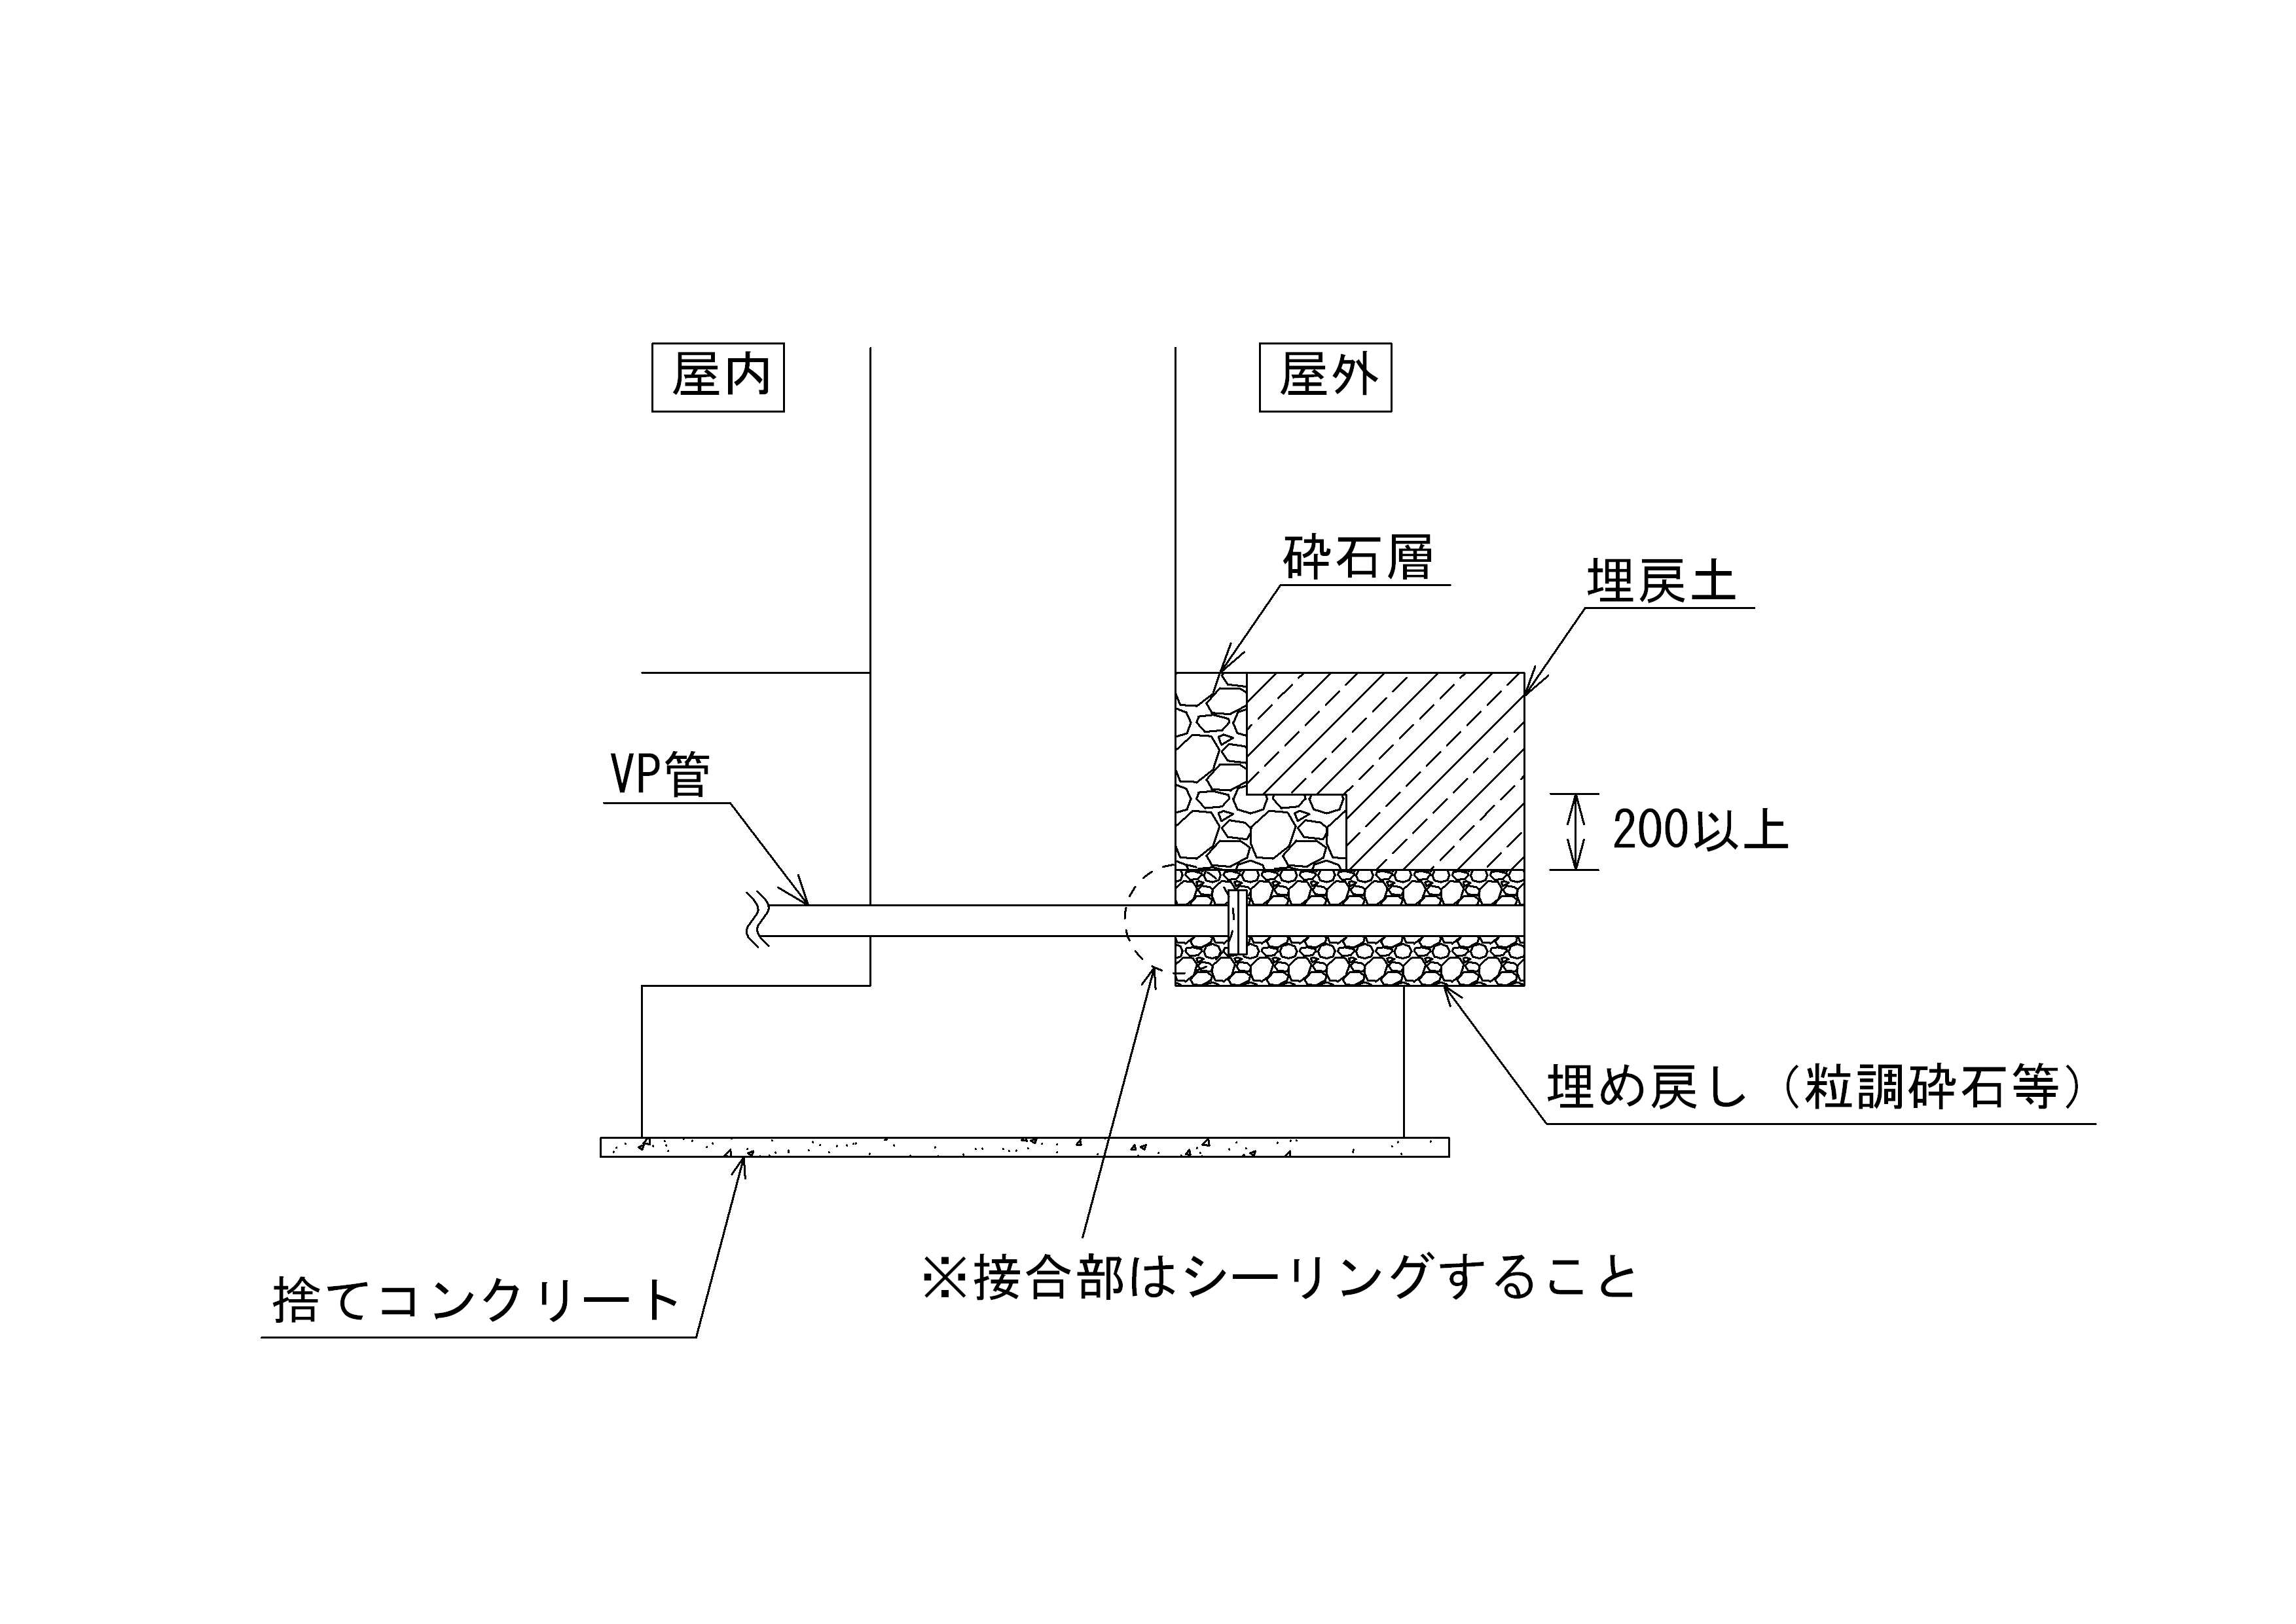 屋内
屋外
砕石層
埋戻土
VP管
200以上
埋め戻し（粒調砕石等）
※接合部はシーリングすること
捨てコンクリート